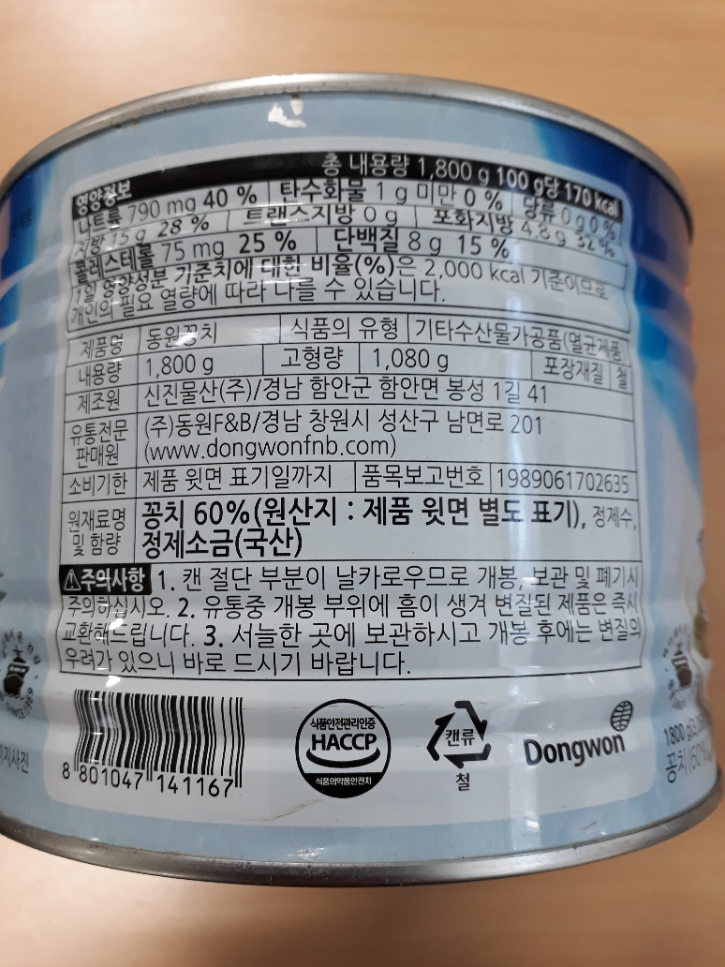 영양정보 총 내용량 1,800 g 100 g당 170 kcal
나트륨 790 mg 40 % 탄수화물 1 g 미만 0 % 당류 0 g 0 %
지방 15 g 28 % 트랜스지방 0 g 포화지방 4.8 g 32 %
콜레스테롤 75 mg 25 % 단백질 8 g 15 %
1일 영양성분 기준치에 대한 비율(%)은 2,000 kcal 기준이므로
개인의 필요 열량에 따라 다를 수 있습니다.
제품명 동원꽁치 식품의 유형 기타수산물가공품(멸균제품)
내용량 1,800 g 고형량 1,080 g 포장재질 철
제조원 신진물산(주)/경남 함안군 함안면 봉성 1길 41
유통전문 (주)동원F&B/경남 창원시 성산구 남면로 201
판매원 (www.dongwonfnb.com)
소비기한 제품 윗면 표기일까지 품목보고번호 1989061702635
원재료명 꽁치 60%(원산지 : 제품 윗면 별도 표기), 정제수,
및 함량 정제소금(국산)
주의사항 1. 캔 절단 부분이 날카로우므로 개봉, 보관 및 폐기시
주의하십시오. 2. 유통중 개봉 부위에 흠이 생겨 변질된 제품은 즉시
교환해드립니다. 3. 서늘한 곳에 보관하시고 개봉 후에는 변질의
우려가 있으니 바로 드시기 바랍니다.
식품안전관리인증
HACCP
식품의약품안전처
캔류
철
Dongwon
8 801047 141167
1800 g
꽁치(60%